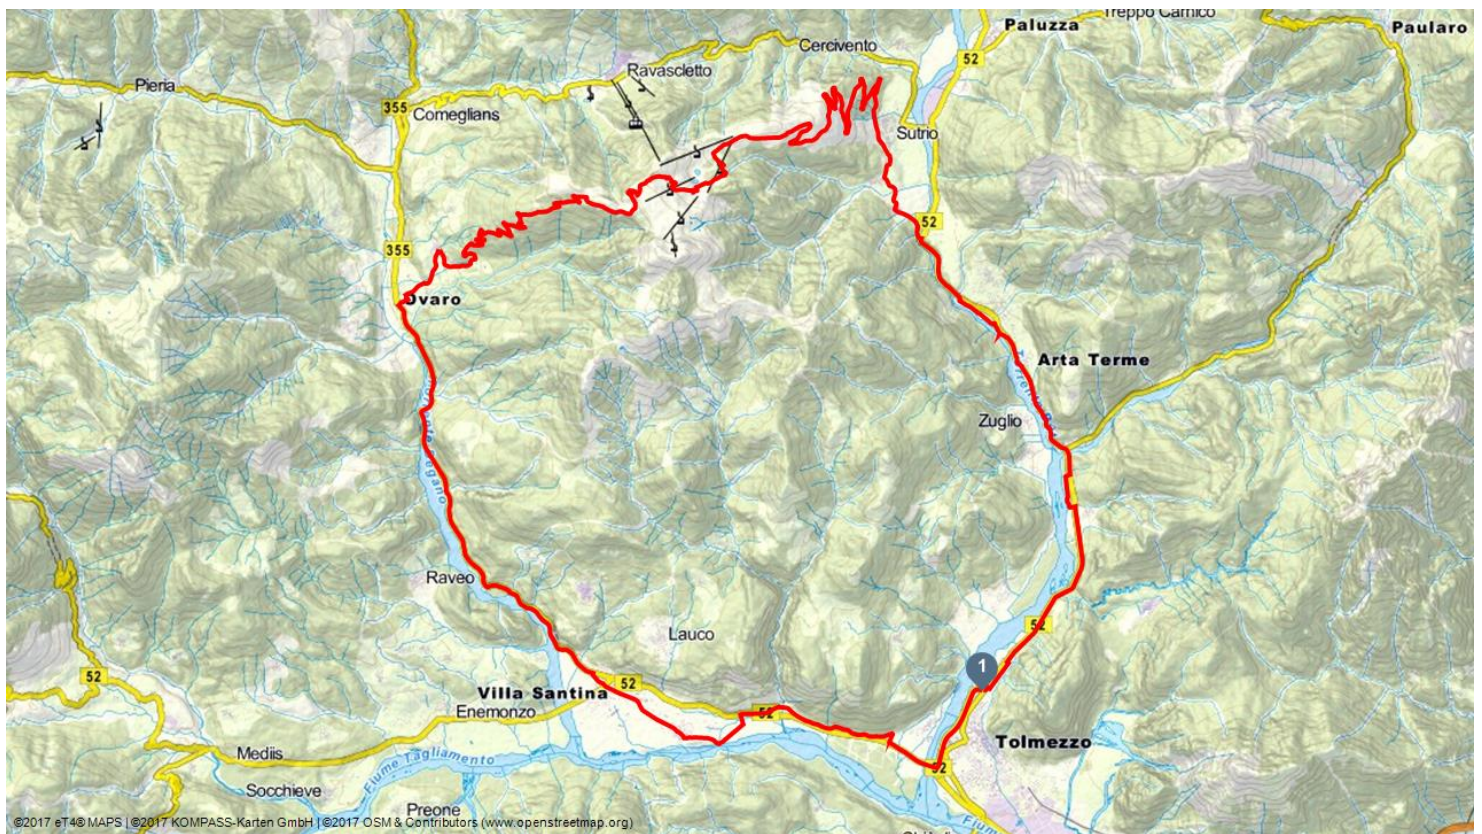 Treppo Carnico
Paluzza
Paularo
Cercivento
52
Ravascletto
Pieria
355
Comeglians
Sutrio
52
355
Ovaro
Arta Terme
Zuglio
Raveo
52
Lauco
1
52
52
Villa Santina
Enemonzo
52
Tolmezzo
Mediis
Fiume Tagliamento
52
Socchieve
Preone
Fium
©2017 eT4® MAPS | ©2017 KOMPASS-Karten GmbH | ©2017 OSM & Contributors (www.openstreetmap.org)